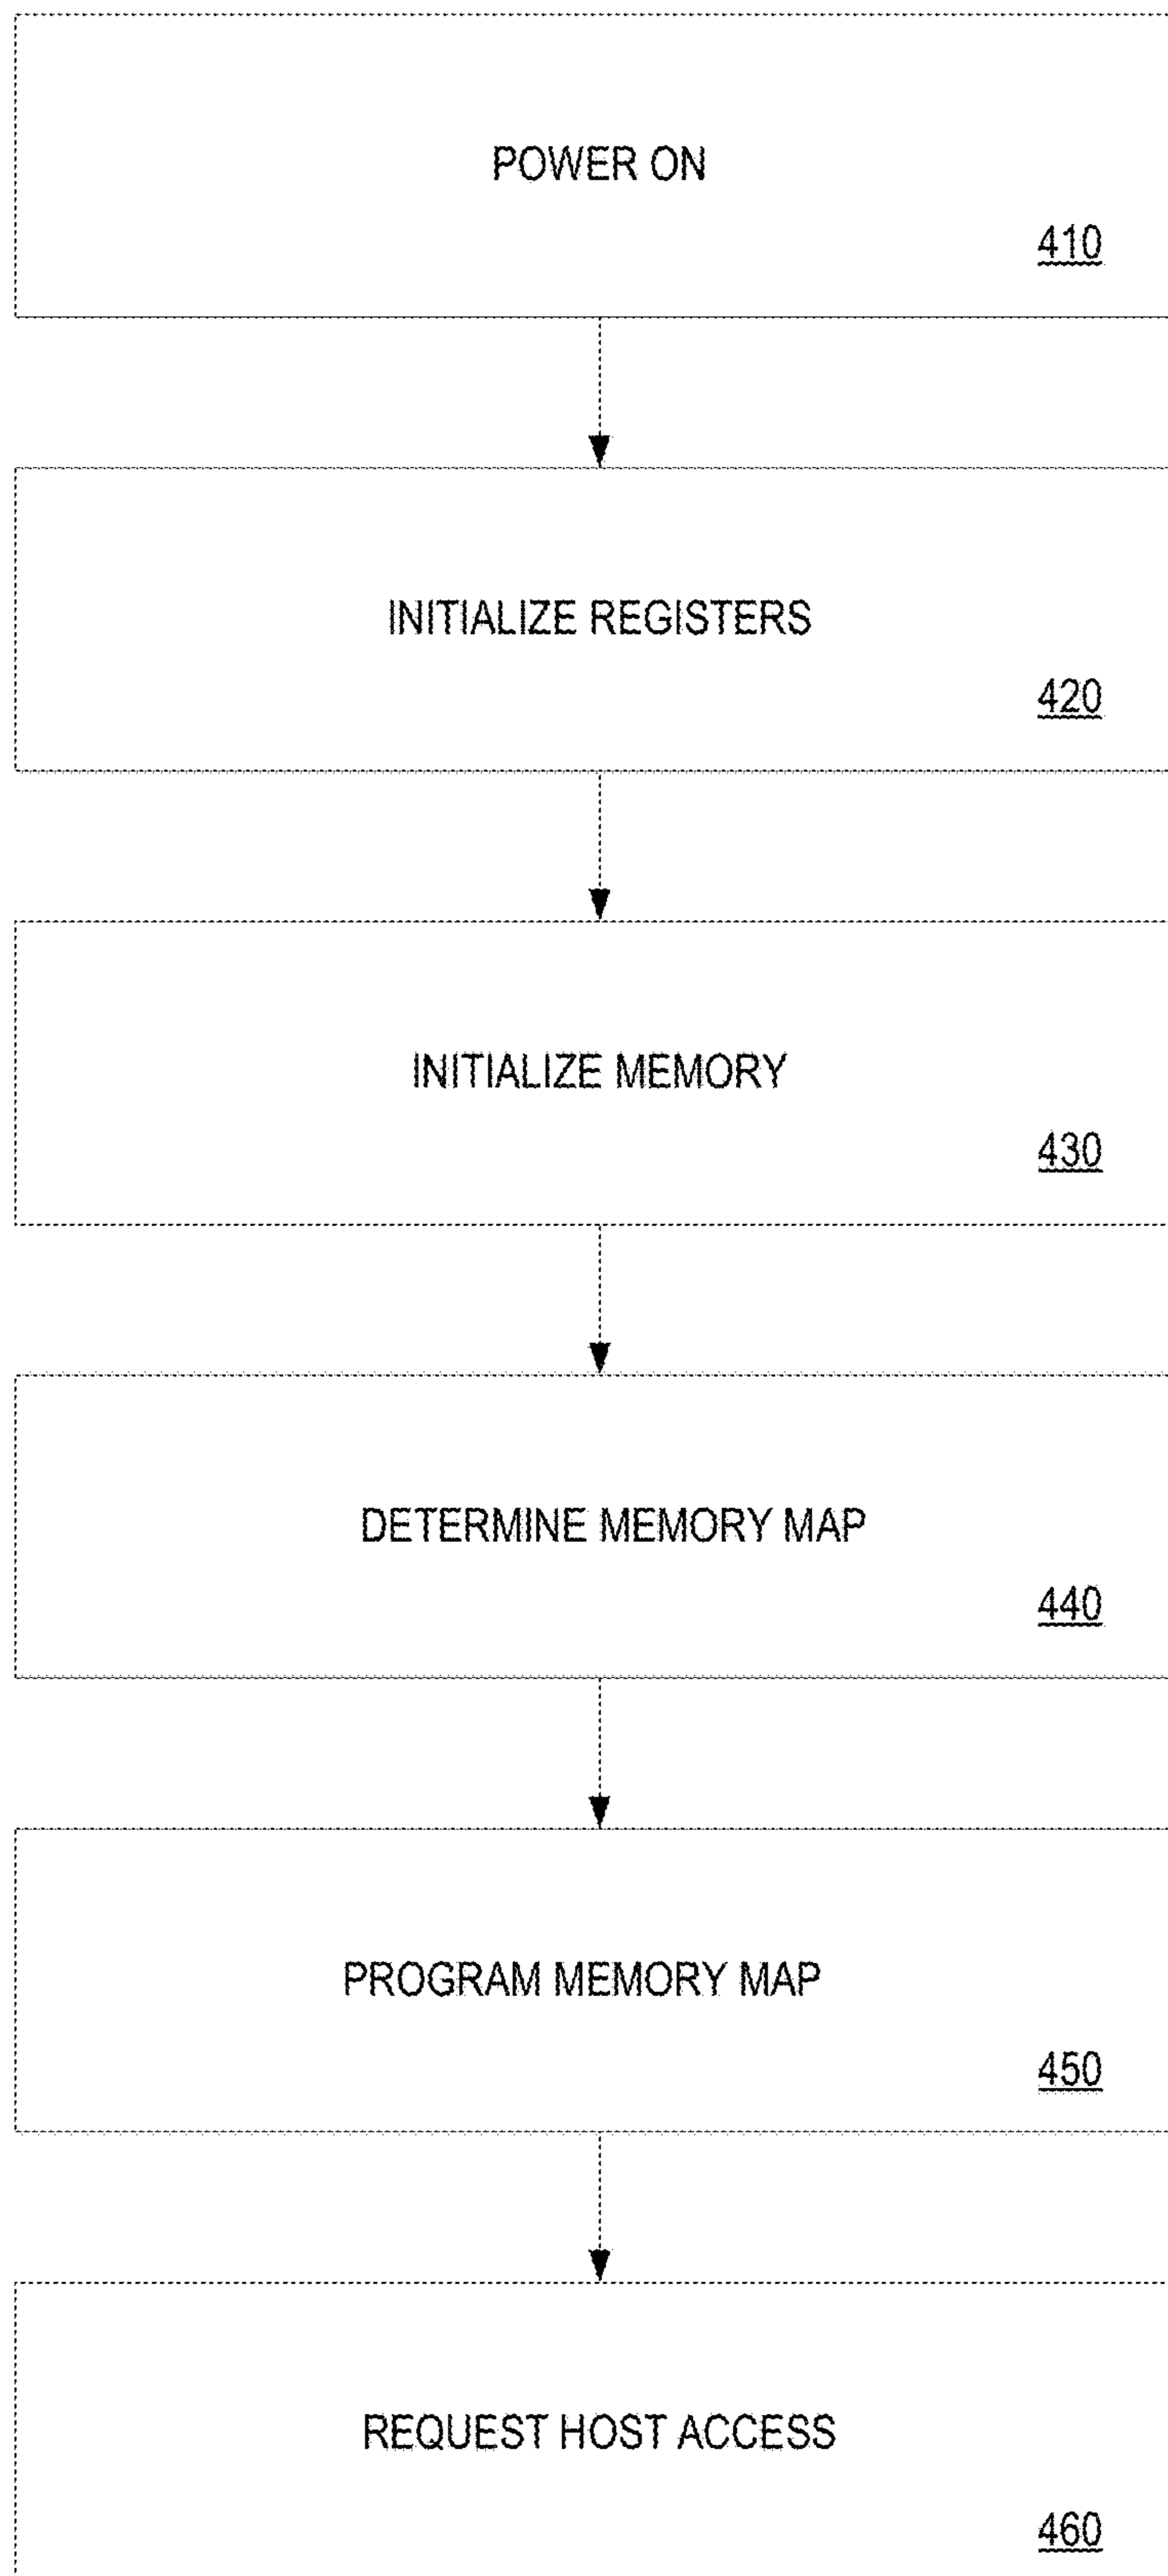 POWER ON
410
INITIALIZE REGISTERS
420
INITIALIZE MEMORY
430
DETERMINE MEMORY MAP
440
PROGRAM MEMORY MAP
450
REQUEST HOST ACCESS
460